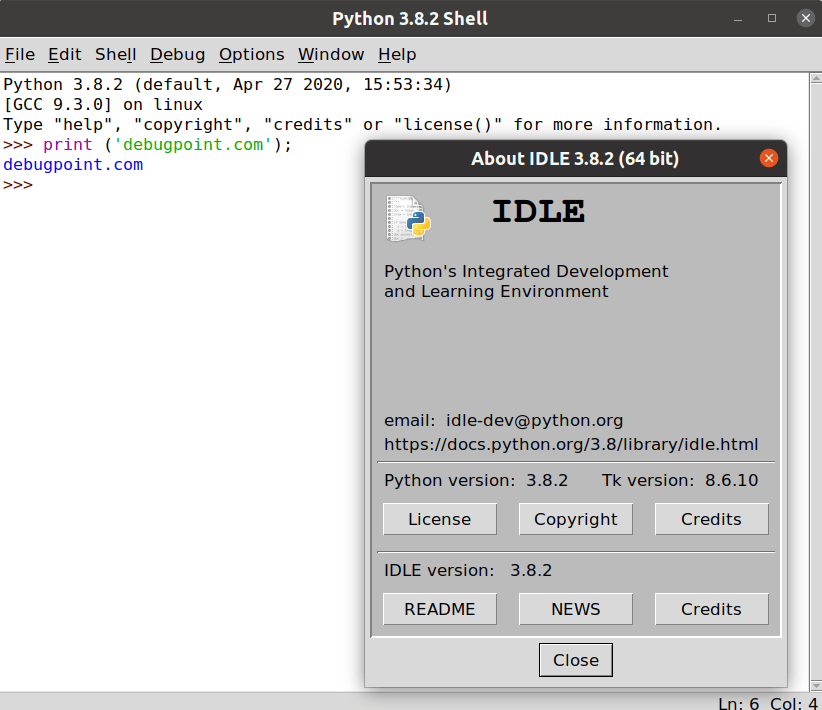 Python 3.8.2 Shell
File Edit Shell Debug Options Window Help
Python 3.8.2 (default, Apr 27 2020, 15:53:34)
[GCC 9.3.0] on linux
Type "help", "copyright", "credits" or "license()" for more information.
>>> print ('debugpoint.com');
debugpoint.com
>>>
About IDLE 3.8.2 (64 bit)
IDLE
Python's Integrated Development
and Learning Environment
email: idle-dev@python.org
https://docs.python.org/3.8/library/idle.html
Python version: 3.8.2 Tk version: 8.6.10
License Copyright Credits
IDLE version: 3.8.2
README NEWS Credits
Close
Ln: 6 Col: 4